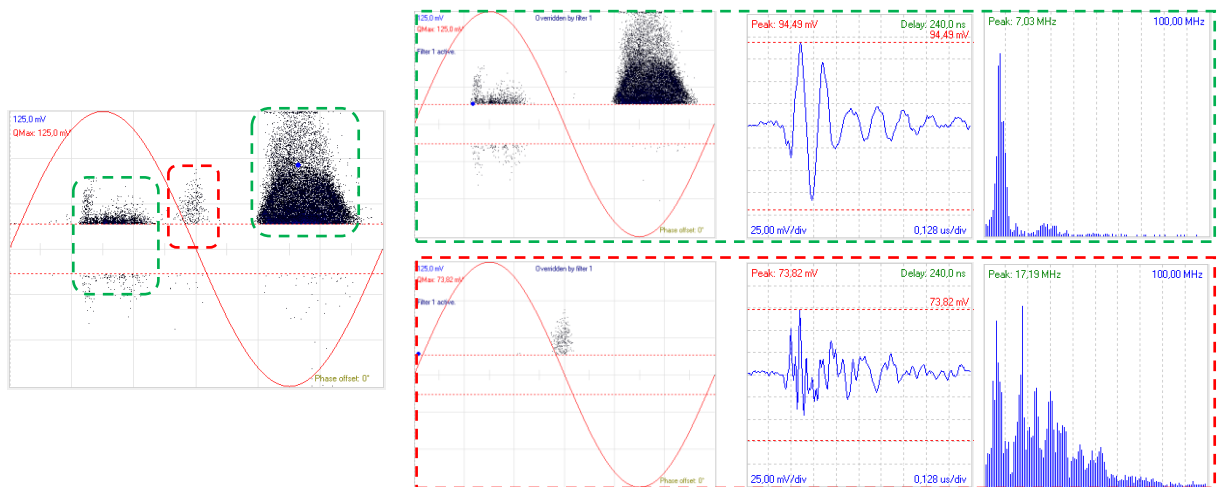 125,0 mV
QMax: 125,0 mV
Phase offset: 0°
125,0 mV
Overridden by filter 1
QMax: 125,0 mV
Filter 1 active.
Phase offset: 0°
Peak: 94,49 mV
Delay: 240,0 ns
94,49 mV
25,00 mV/div
0,128 us/div
Peak: 7,03 MHz
100,00 MHz
125,0 mV
Overridden by filter 1
QMax: 73,82 mV
Filter 1 active.
Phase offset: 0°
Peak: 73,82 mV
Delay: 240,0 ns
73,82 mV
25,00 mV/div
0,128 us/div
Peak: 17,19 MHz
100,00 MHz